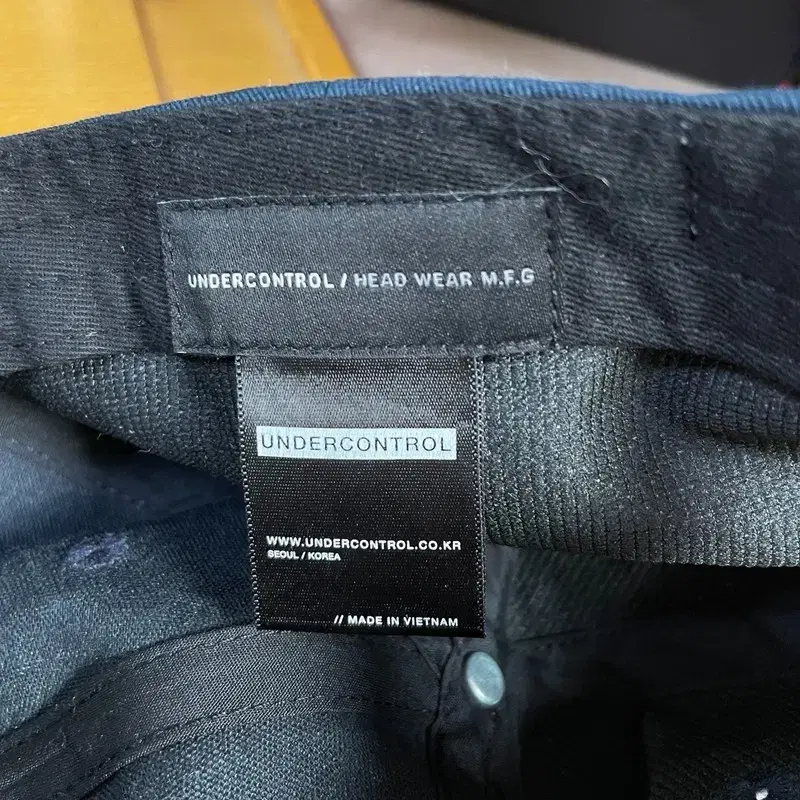 UNDERCONTROL / HEAD WEAR M.F.G
UNDERCONTROL
WWW.UNDERCONTROL.CO.KR
SEOUL / KOREA
// MADE IN VIETNAM